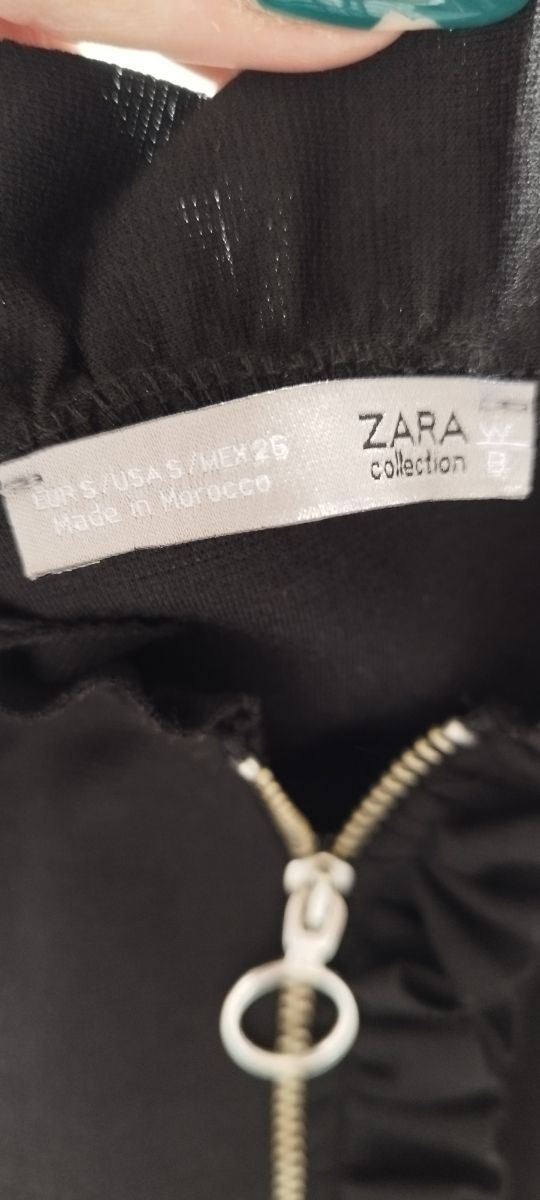 EUR S/USA S/MEX 26
Made in Morocco
ZARA
collection
W
B